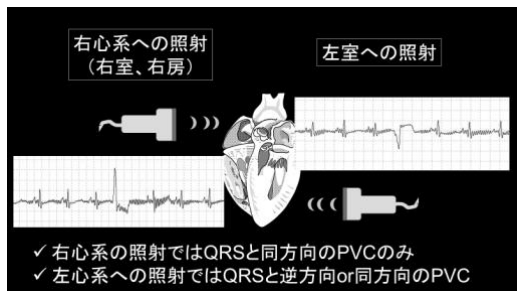 右心系への照射
（右室、右房）
左室への照射
✓ 右心系の照射ではQRSと同方向のPVCのみ
✓ 左心系への照射ではQRSと逆方向or同方向のPVC